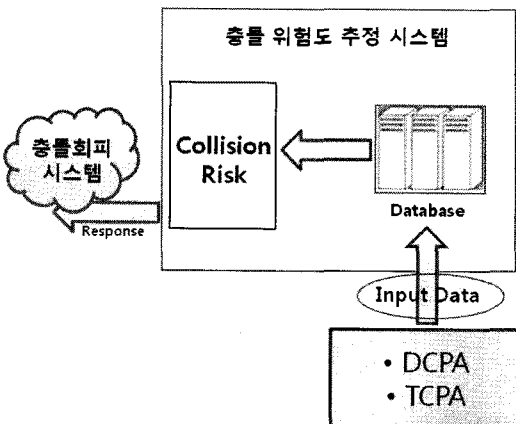 충돌 위험도 추정 시스템
충돌회피
시스템
Collision
Risk
Database
Response
Input Data
• DCPA
• TCPA